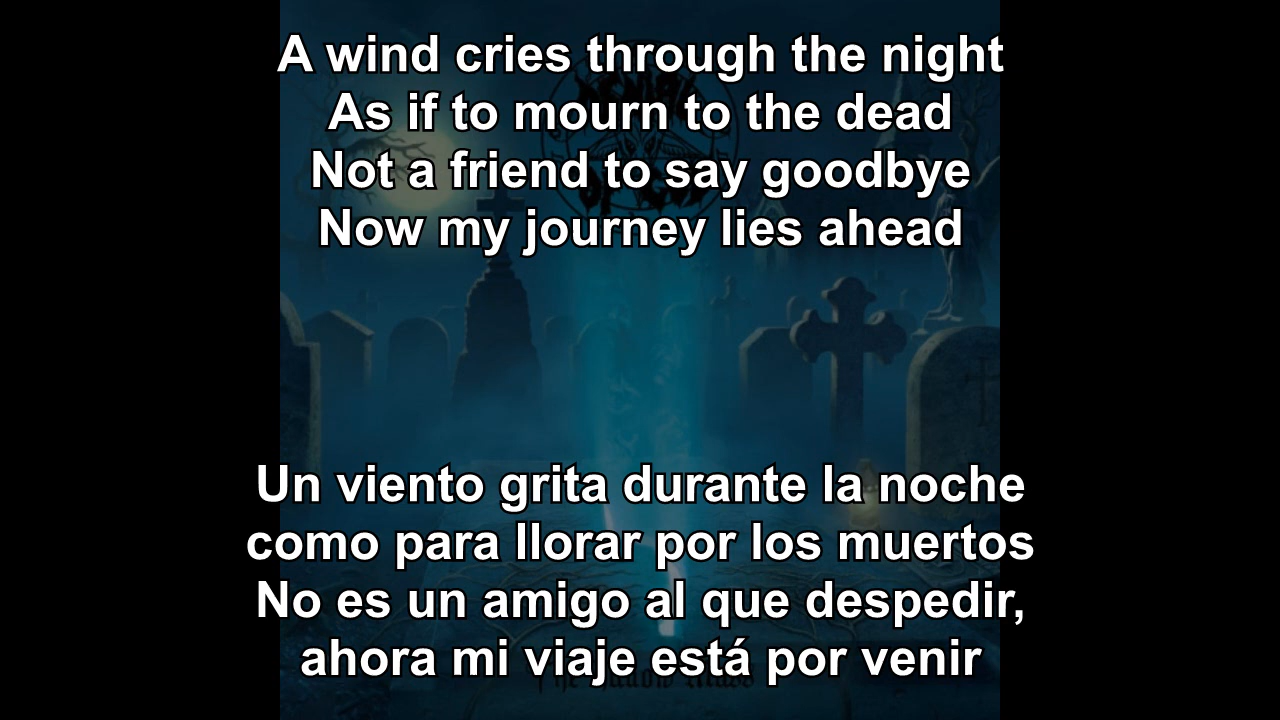 A wind cries through the night
As if to mourn to the dead
Not a friend to say goodbye
Now my journey lies ahead
Un viento grita durante la noche
como para llorar por los muertos
No es un amigo al que despedir,
ahora mi viaje está por venir